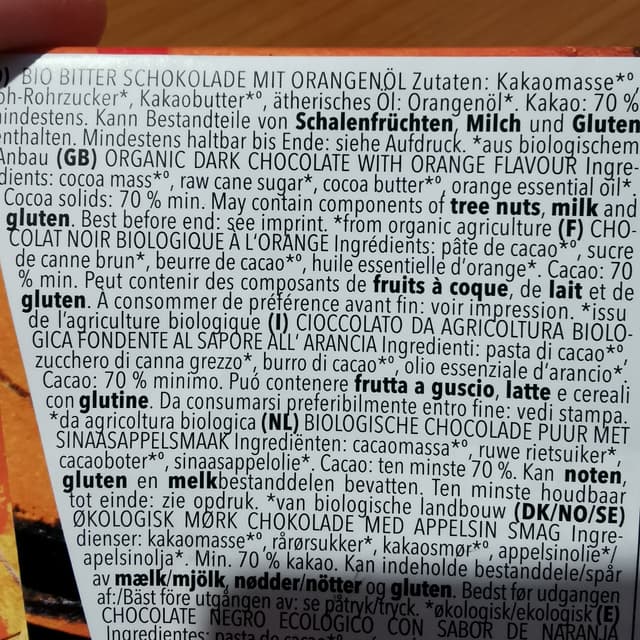 BIO BITTER SCHOKOLADE MIT ORANGENÖL Zutaten: Kakaomasse*°,
oh-Rohrzucker*, Kakaobutter*°, ätherisches Öl: Orangenöl*. Kakao: 70 %
mindestens. Kann Bestandteile von Schalenfrüchten, Milch und Gluten
enthalten. Mindestens haltbar bis Ende: siehe Aufdruck. *aus biologischem
Anbau (GB) ORGANIC DARK CHOCOLATE WITH ORANGE FLAVOUR Ingre-
dients: cocoa mass*°, raw cane sugar*, cocoa butter*°, orange essential oil*.
Cocoa solids: 70 % min. May contain components of tree nuts, milk and
gluten. Best before end: see imprint. *from organic agriculture (F) CHO-
COLAT NOIR BIOLOGIQUE À L'ORANGE Ingrédients: pâte de cacao*°, sucre
de canne brun*, beurre de cacao*°, huile essentielle d'orange*. Cacao: 70
% min. Peut contenir des composants de fruits à coque, de lait et de
gluten. À consommer de préférence avant fin: voir impression. *issu
de l'agriculture biologique (I) CIOCCOLATO DA AGRICOLTURA BIOLO-
GICA FONDENTE AL SAPORE ALL' ARANCIA Ingredienti: pasta di cacao*°,
zucchero di canna grezzo*, burro di cacao*°, olio essenziale d'arancio*.
Cacao: 70 % minimo. Puó contenere frutta a guscio, latte e cereali
con glutine. Da consumarsi preferibilmente entro fine: vedi stampa.
*da agricoltura biologica (NL) BIOLOGISCHE CHOCOLADE PUUR MET
SINAASAPPELSMAAK Ingrediënten: cacaomassa*°, ruwe rietsuiker*,
cacaoboter*°, sinaasappelolie*. Cacao: ten minste 70 %. Kan noten,
gluten en melkbestanddelen bevatten. Ten minste houdbaar
tot einde: zie opdruk. *van biologische landbouw (DK/NO/SE)
ØKOLOGISK MØRK CHOKOLADE MED APPELSIN SMAG Ingre-
dienser: kakaomasse*°, rårørsukker*, kakaosmør*°, appelsinolie*/
apelsinolja*. Min. 70 % kakao. Kan indeholde bestanddele/spår
av mælk/mjölk, nødder/nötter og gluten. Bedst før udgangen
af:/Bäst före utgången av: se påtryk/tryck. *økologisk/ekologisk (E)
CHOCOLATE NEGRO ECOLÓGICO CON SABOR DE NARANJA
Ingredientes: pasta de cacao*°,